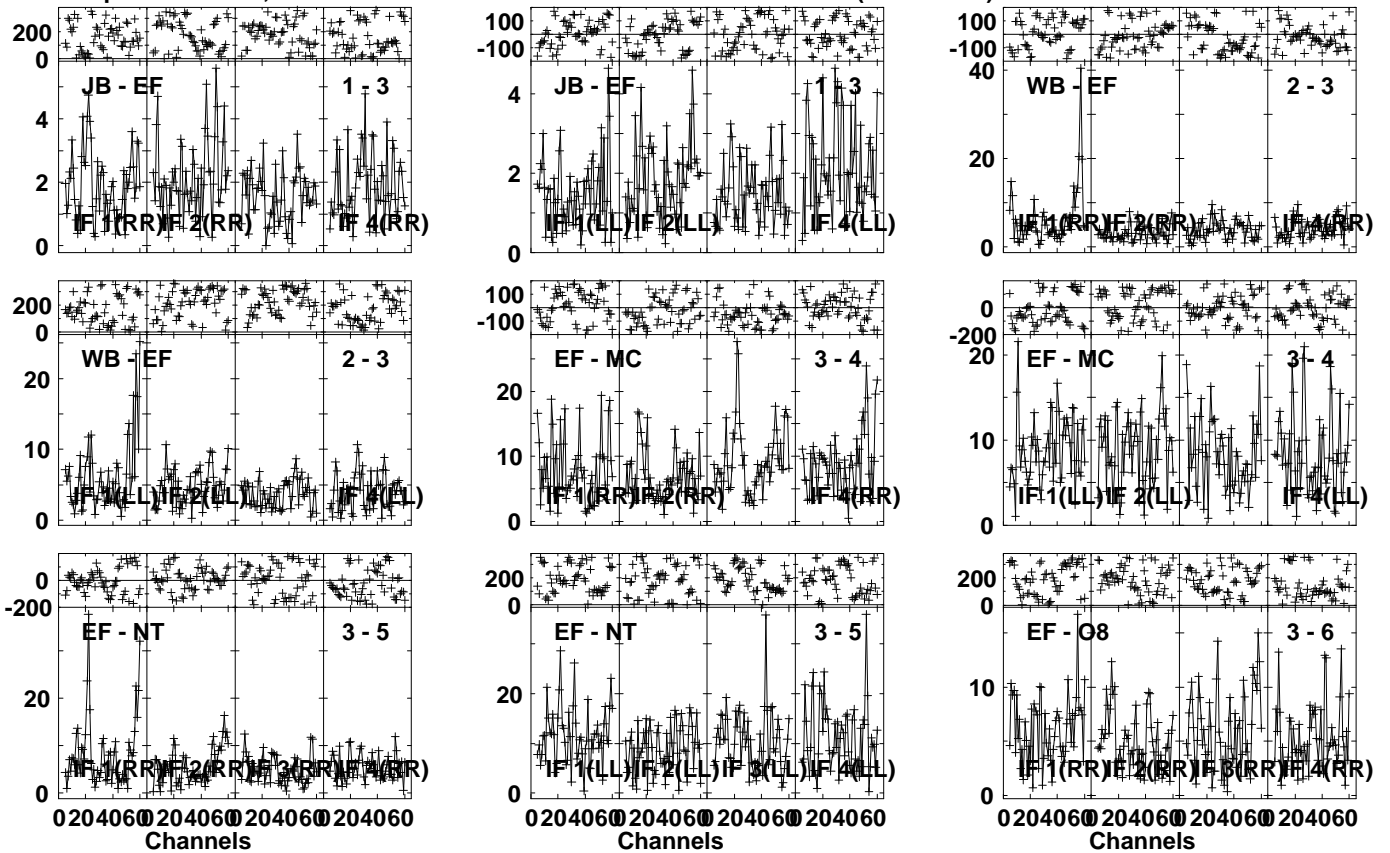 200
0
JB - EF 1 - 3
4
2
0
IF 1(RR) IF 2(RR) IF 4(RR)
100
-100
JB - EF 1 - 3
4
2
0
IF 1(LL) IF 2(LL) IF 4(LL)
100
-100
WB - EF 2 - 3
40
20
0
IF 1(RR) IF 2(RR) IF 4(RR)
200
0
WB - EF 2 - 3
20
10
0
IF 1(LL) IF 2(LL) IF 4(LL)
100
-100
EF - MC 3 - 4
20
10
0
IF 1(RR) IF 2(RR) IF 4(RR)
0
-200
EF - MC 3 - 4
20
10
0
IF 1(LL) IF 2(LL) IF 4(LL)
0
-200
EF - NT 3 - 5
20
0
IF 1(RR) IF 2(RR) IF 3(RR) IF 4(RR)
0 20 40 60 0 20 40 60 0 20 40 60 0 20 40 60
Channels
200
0
EF - NT 3 - 5
20
0
IF 1(LL) IF 2(LL) IF 3(LL) IF 4(LL)
0 20 40 60 0 20 40 60 0 20 40 60 0 20 40 60
Channels
200
0
EF - O8 3 - 6
10
0
IF 1(RR) IF 2(RR) IF 3(RR) IF 4(RR)
0 20 40 60 0 20 40 60 0 20 40 60 0 20 40 60
Channels